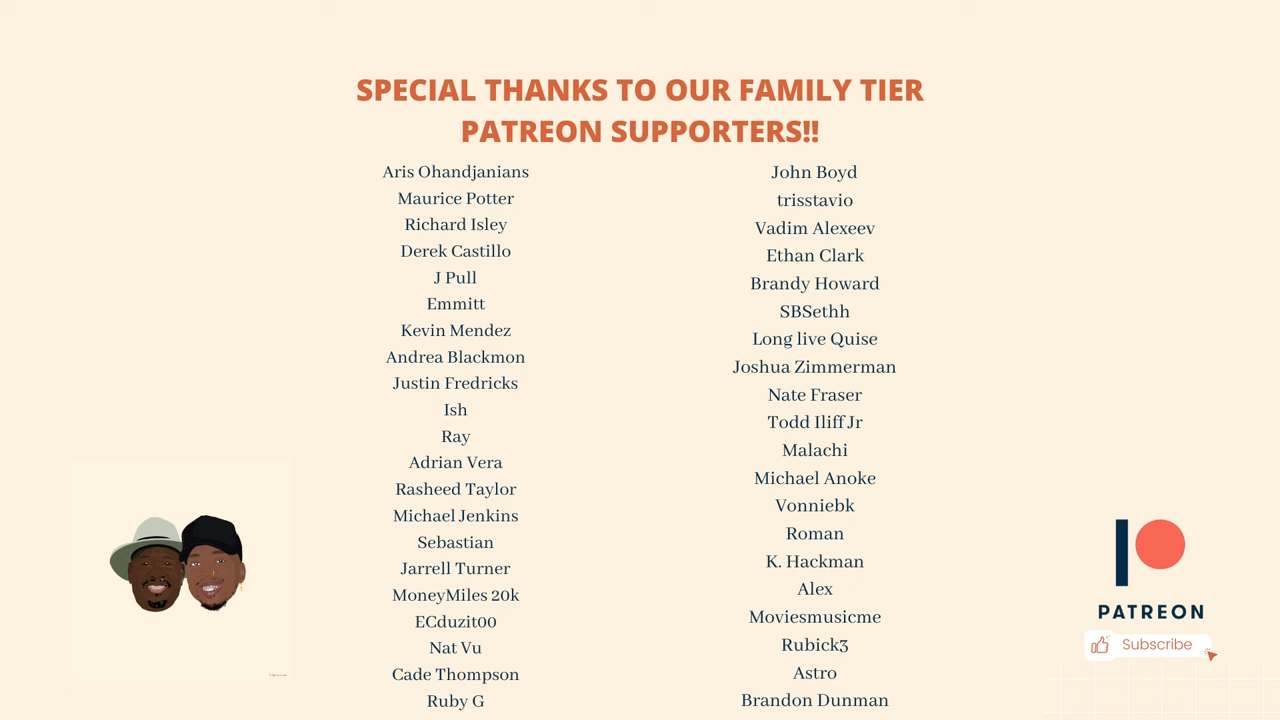 SPECIAL THANKS TO OUR FAMILY TIER
PATREON SUPPORTERS!!
Aris Ohandjanians
Maurice Potter
Richard Isley
Derek Castillo
J Pull
Emmitt
Kevin Mendez
Andrea Blackmon
Justin Fredricks
Ish
Ray
Adrian Vera
Rasheed Taylor
Michael Jenkins
Sebastian
Jarrell Turner
MoneyMiles 20k
ECduzit00
Nat Vu
Cade Thompson
Ruby G
John Boyd
trisstavio
Vadim Alexeev
Ethan Clark
Brandy Howard
SBSethh
Long live Quise
Joshua Zimmerman
Nate Fraser
Todd Iliff Jr
Malachi
Michael Anoke
Vonniebk
Roman
K. Hackman
Alex
Moviesmusicme
Rubick3
Astro
Brandon Dunman
PATREON
Subscribe